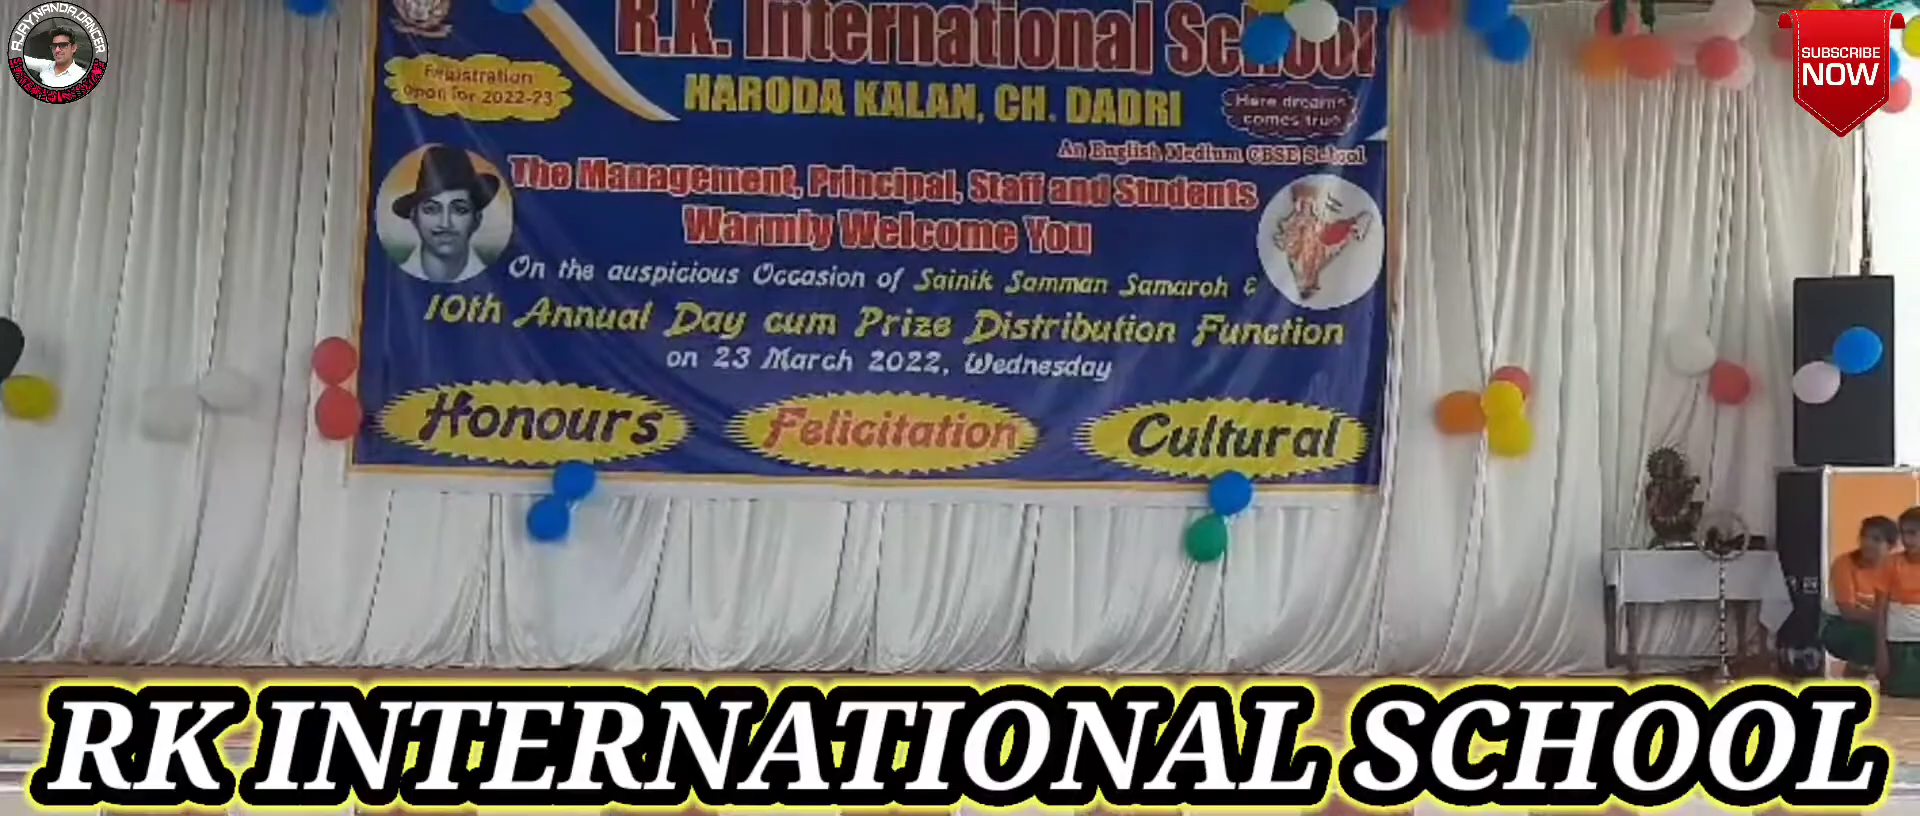 AJAY NANDA DANCER
SUBSCRIBE
NOW
R.K. International School
Registration
Open for 2022-23
HARODA KALAN, CH. DADRI
Here dreams
comes true
An English Medium CBSE School
The Management, Principal, Staff and Students
Warmly Welcome You
On the auspicious Occasion of Sainik Samman Samaroh &
10th Annual Day cum Prize Distribution Function
on 23 March 2022, Wednesday
Honours
Felicitation
Cultural
RK INTERNATIONAL SCHOOL